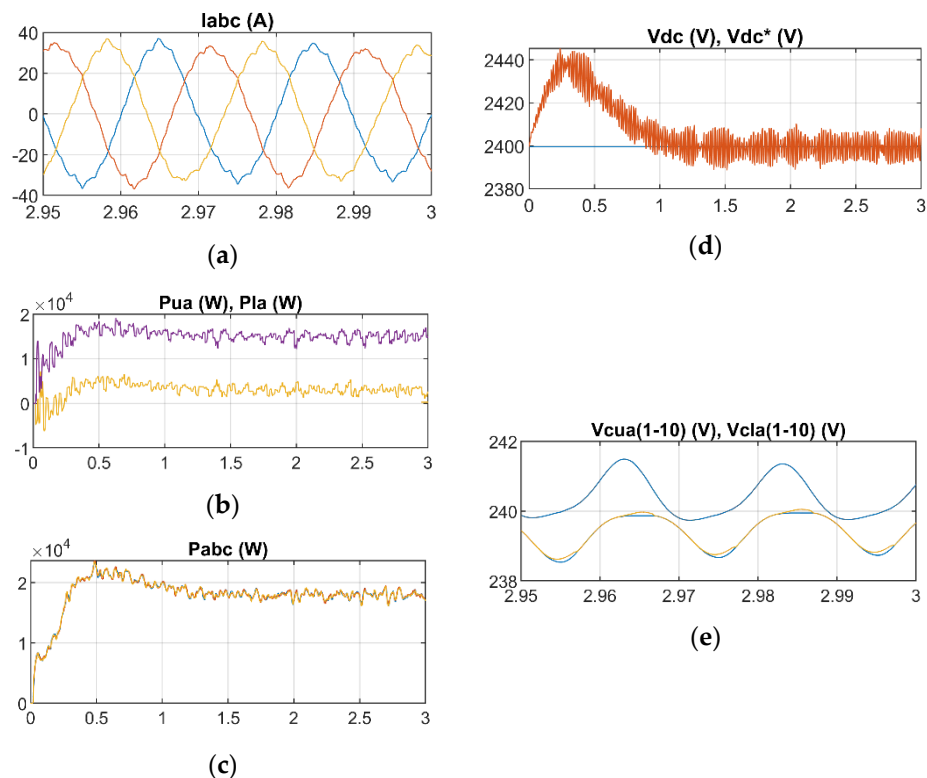 Iabc (A)
40
20
0
-20
-40
2.95 2.96 2.97 2.98 2.99 3
(a)
Pua (W), Pla (W)
×10⁴
2
1
0
-1
0 0.5 1 1.5 2 2.5 3
(b)
Pabc (W)
×10⁴
2
1
0
0 0.5 1 1.5 2 2.5 3
(c)
Vdc (V), Vdc* (V)
2440
2420
2400
2380
0 0.5 1 1.5 2 2.5 3
(d)
Vcua(1-10) (V), Vcla(1-10) (V)
242
240
238
2.95 2.96 2.97 2.98 2.99 3
(e)